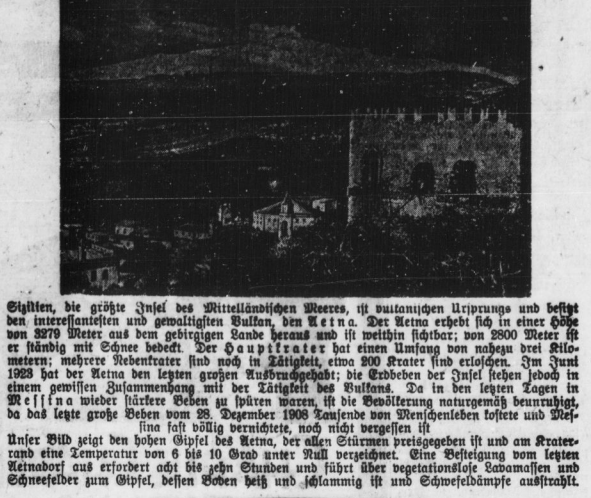 Sizilien, die größte Insel des Mittelländischen Meeres, ist vulkanischen Ursprungs und besitzt
den interessantesten und gewaltigsten Vulkan, den Aetna. Der Aetna erhebt sich in einer Höhe
von 3279 Meter aus dem gebirgigen Lande heraus und ist weithin sichtbar; von 2800 Meter ist
er ständig mit Schnee bedeckt. Der Hauptkrater hat einen Umfang von nahezu drei Kilo-
metern; mehrere Nebenkrater sind noch in Tätigkeit, etwa 200 Krater sind erloschen. Im Juni
1923 hat der Aetna den letzten großen Ausbruchgehabt; die Erdbeben der Insel stehen jedoch in
einem gewissen Zusammenhang mit der Tätigkeit des Vulkans. Da in den letzten Tagen in
Messina wieder stärkere Beben zu spüren waren, ist die Bevölkerung naturgemäß beunruhigt,
da das letzte große Beben vom 28. Dezember 1908 Tausende von Menschenleben kostete und Mes-
sina fast völlig vernichtete, noch nicht vergessen ist
Unser Bild zeigt den hohen Gipfel des Aetna, der allen Stürmen preisgegeben ist und am Krater-
rand eine Temperatur von 6 bis 10 Grad unter Null verzeichnet. Eine Besteigung vom letzten
Aetnadorf aus erfordert acht bis zehn Stunden und führt über vegetationslose Lavamassen und
Schneefelder zum Gipfel, dessen Boden heiß und schlammig ist und Schwefeldämpfe ausstrahlt.